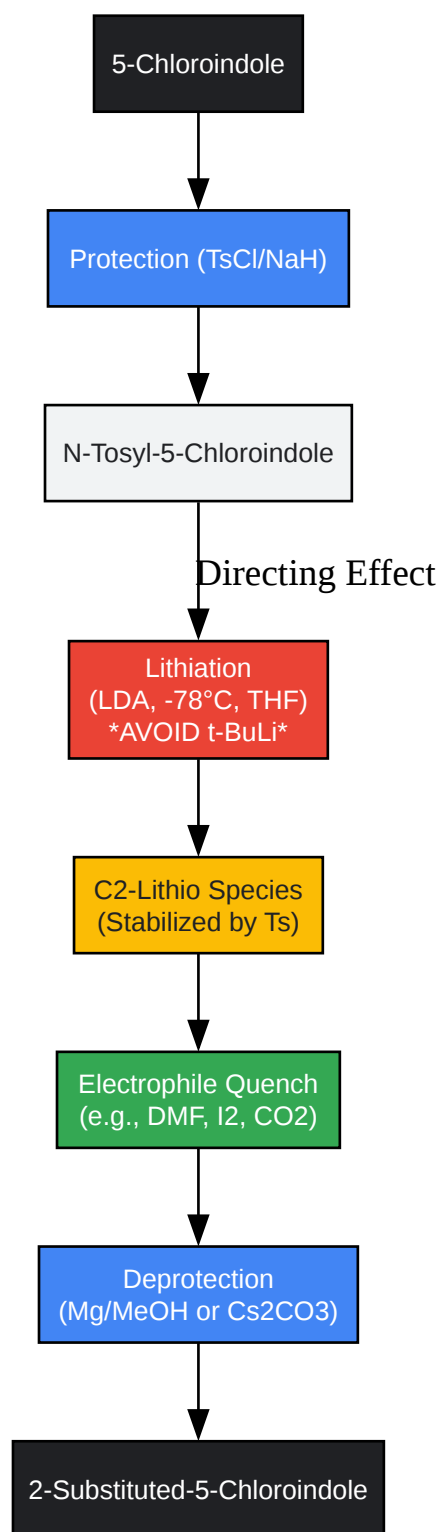 5-Chloroindole
Protection (TsCl/NaH)
N-Tosyl-5-Chloroindole
Directing Effect
Lithiation
(LDA, -78°C, THF)
*AVOID t-BuLi*
C2-Lithio Species
(Stabilized by Ts)
Electrophile Quench
(e.g., DMF, I2, CO2)
Deprotection
(Mg/MeOH or Cs2CO3)
2-Substituted-5-Chloroindole